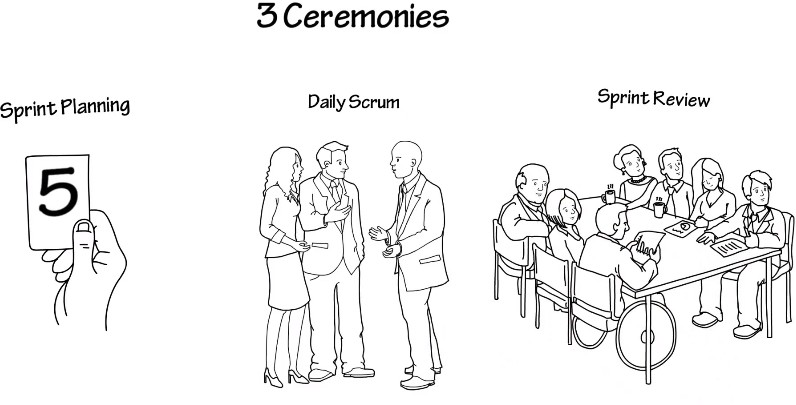 3 Ceremonies
Sprint Planning
Daily Scrum
Sprint Review
5